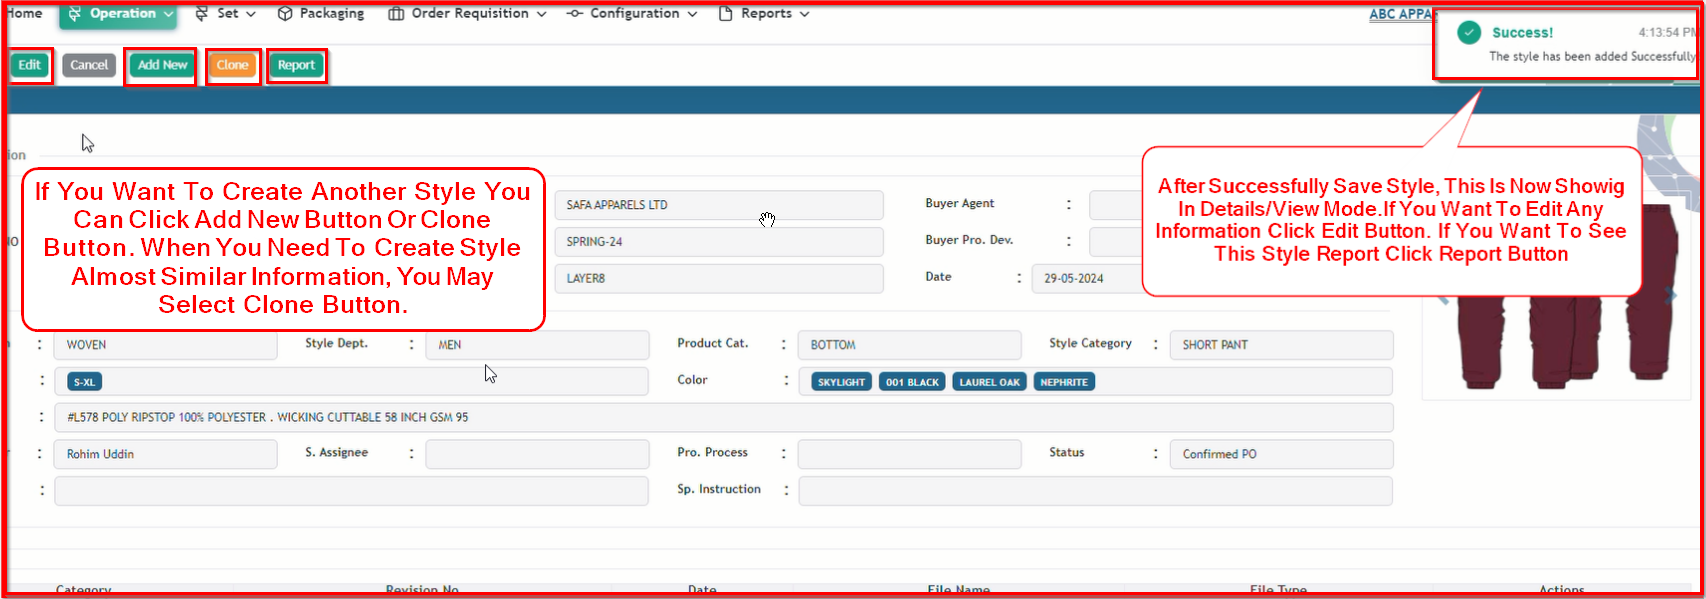 Home Operation Set Packaging Order Requisition Configuration Reports ABC APPA
Success! 4:13:54 PM
The style has been added Successfully
Edit Cancel Add New Clone Report
ion
If You Want To Create Another Style You
Can Click Add New Button Or Clone
Button. When You Need To Create Style
Almost Similar Information, You May
Select Clone Button.
After Successfully Save Style, This Is Now Showig
In Details/View Mode.If You Want To Edit Any
Information Click Edit Button. If You Want To See
This Style Report Click Report Button
SAFA APPARELS LTD Buyer Agent :
NO SPRING-24 Buyer Pro. Dev. :
LAYER8 Date : 29-05-2024
: WOVEN Style Dept. : MEN Product Cat. : BOTTOM Style Category : SHORT PANT
: S-XL Color : SKYLIGHT 001 BLACK LAUREL OAK NEPHRITE
: #L578 POLY RIPSTOP 100% POLYESTER . WICKING CUTTABLE 58 INCH GSM 95
: Rohim Uddin S. Assignee : Pro. Process : Status : Confirmed PO
: Sp. Instruction :
Category Revision No Date File Name File Type Actions